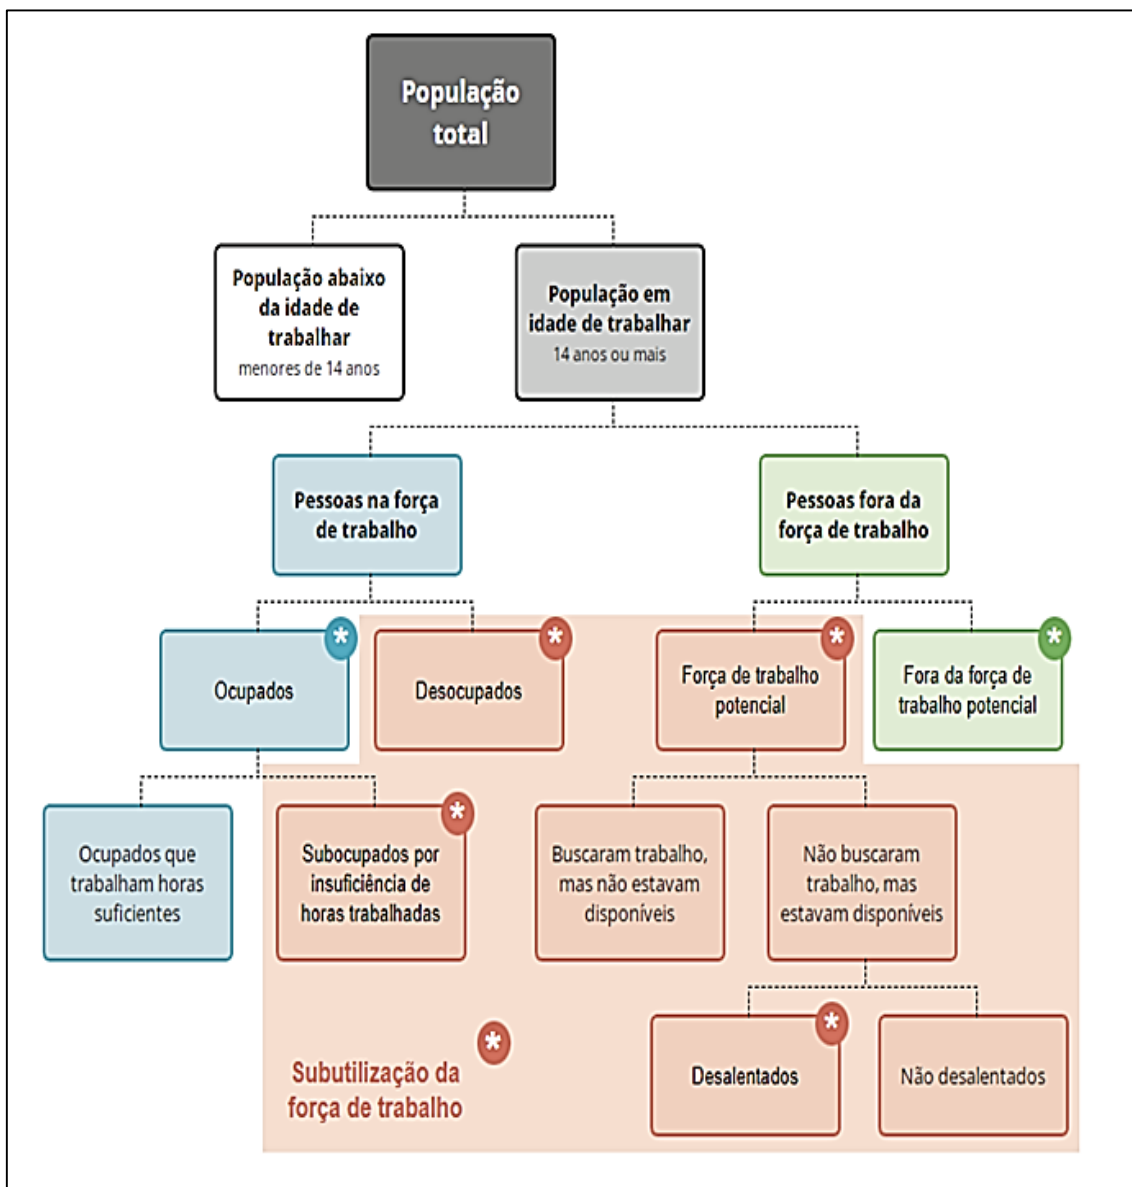 População
total
População abaixo
da idade de
trabalhar
menores de 14 anos
População em
idade de trabalhar
14 anos ou mais
Pessoas na força
de trabalho
Pessoas fora da
força de trabalho
*
Ocupados
*
Desocupados
*
Força de trabalho
potencial
*
Fora da força de
trabalho potencial
Ocupados que
trabalham horas
suficientes
*
Subocupados por
insuficiência de
horas trabalhadas
Buscaram trabalho,
mas não estavam
disponíveis
Não buscaram
trabalho, mas
estavam disponíveis
*
Desalentados
Não desalentados
*
Subutilização da
força de trabalho